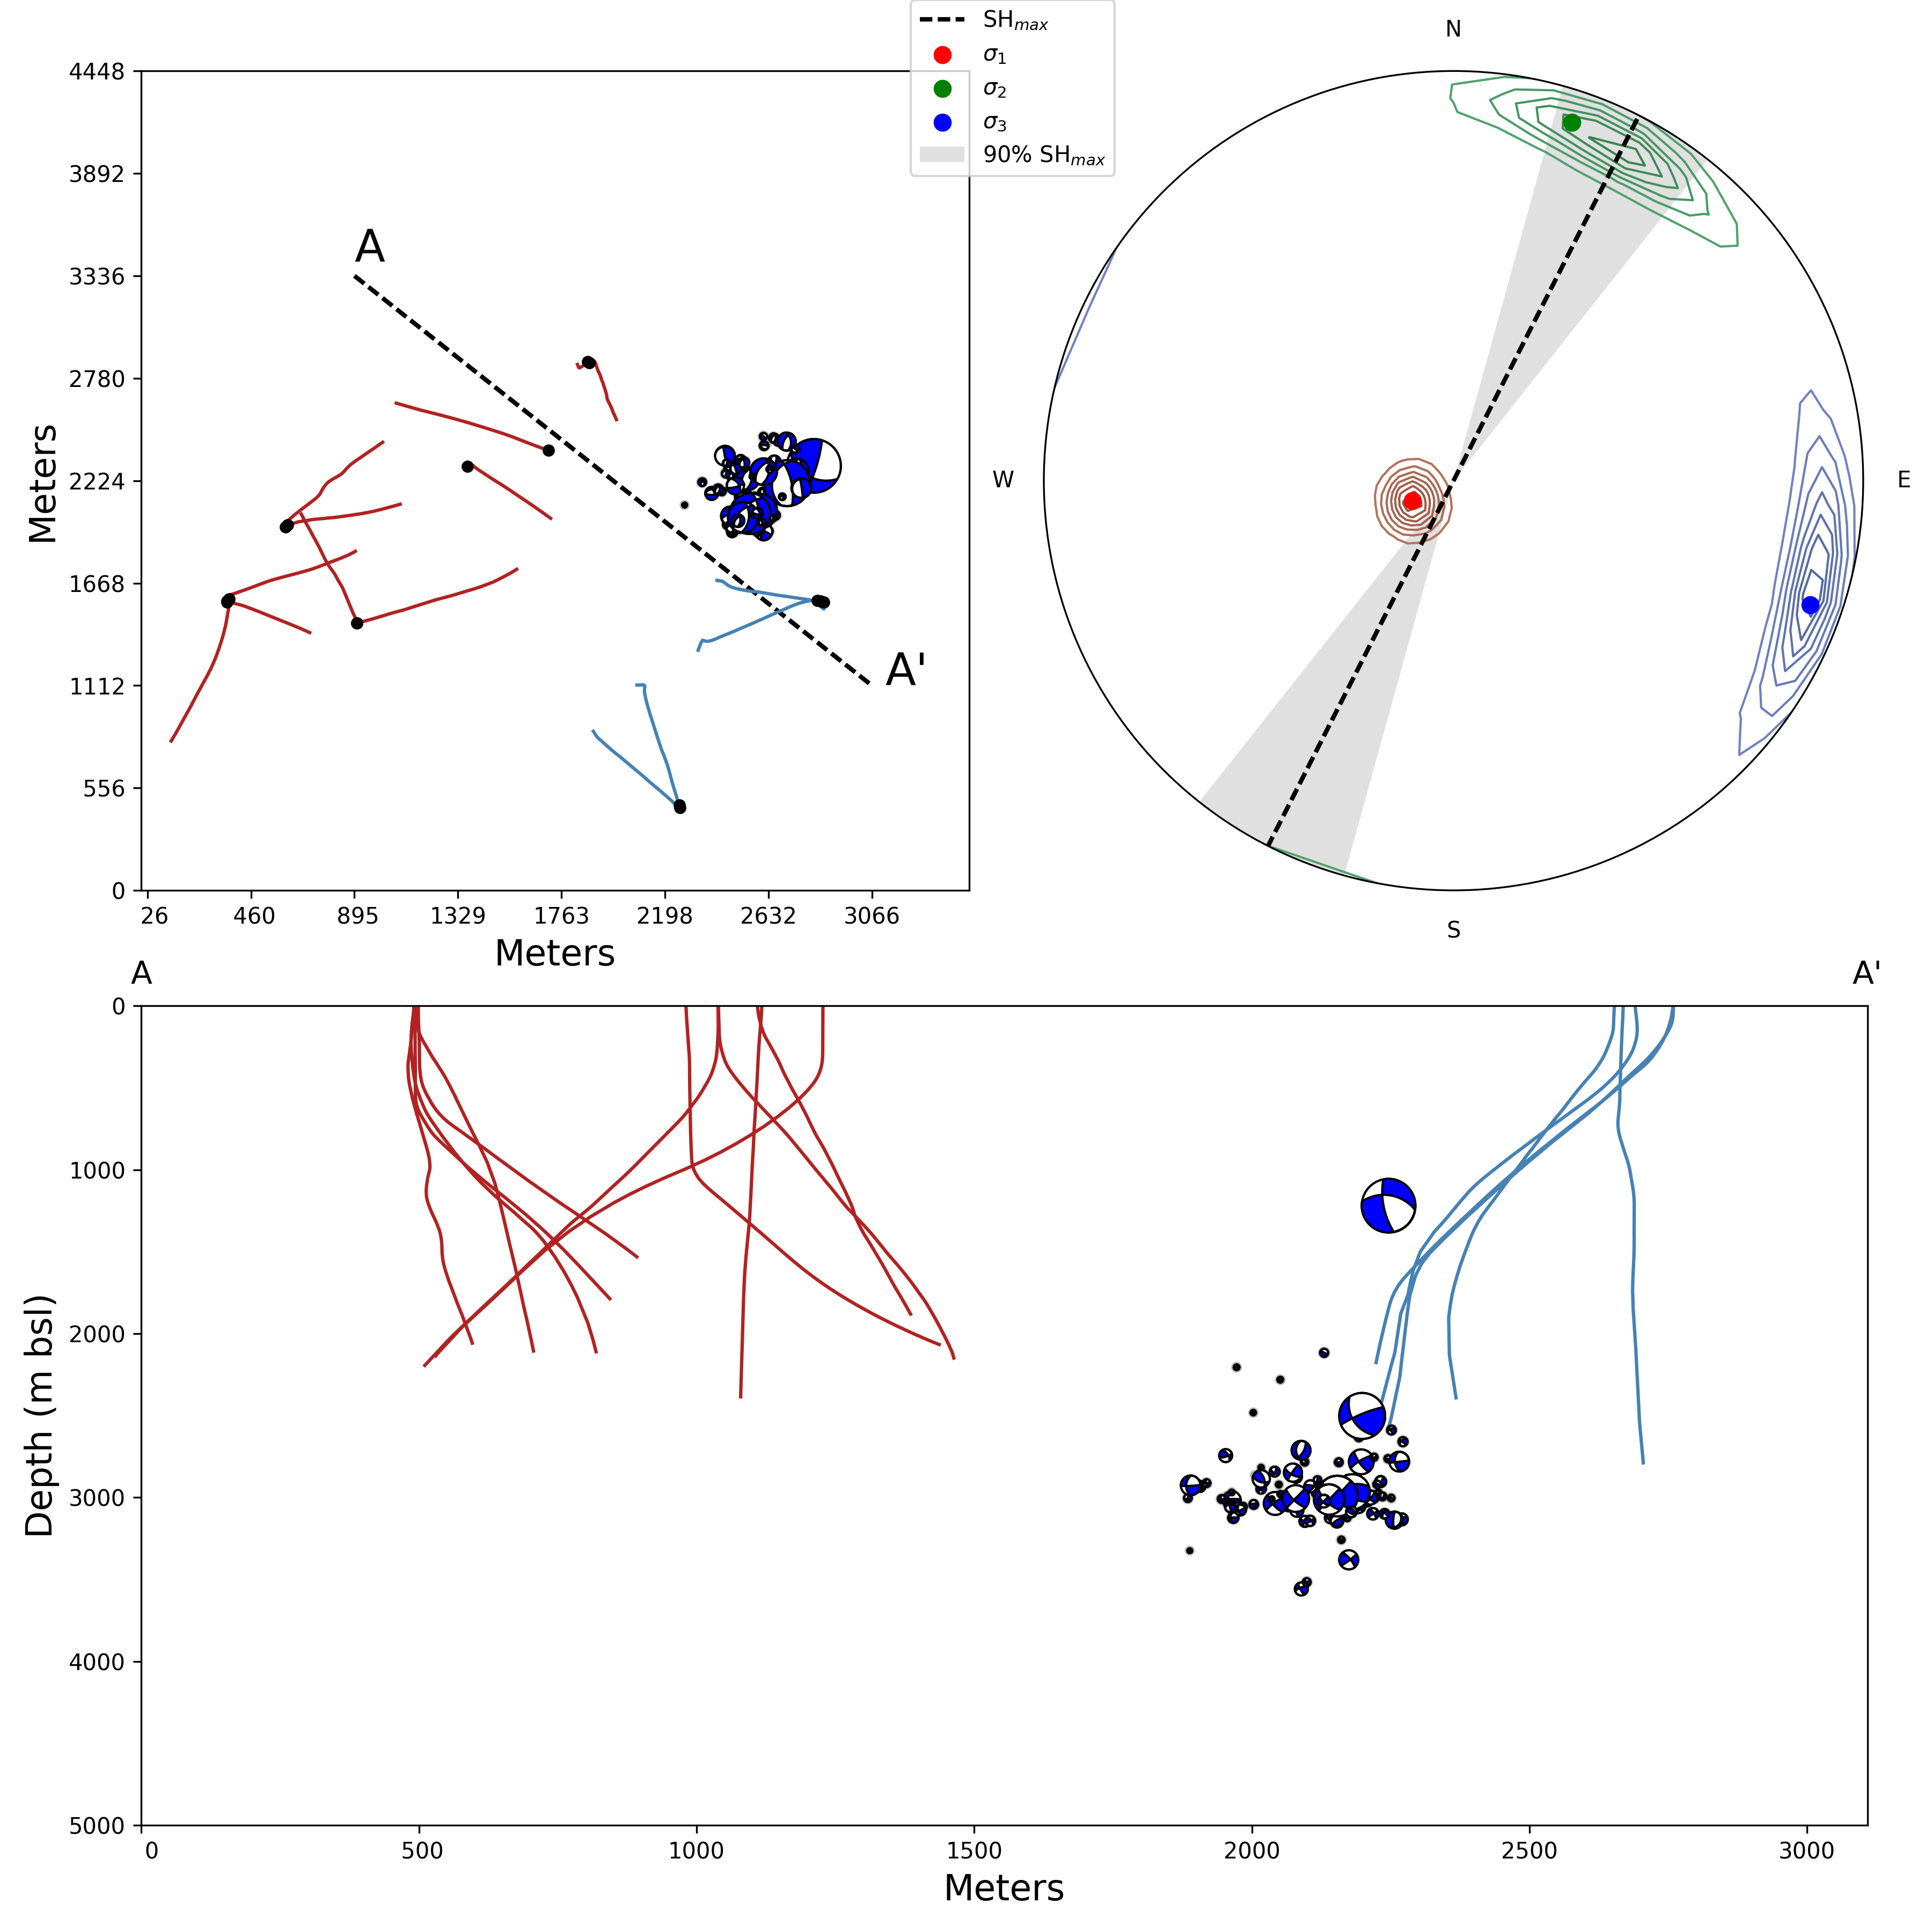 SHmax
σ1
σ2
σ3
90% SHmax
N
W
E
S
4448
3892
3336
2780
2224
1668
1112
556
0
Meters
A
A'
26 460 895 1329 1763 2198 2632 3066
Meters
A A'
0
1000
2000
3000
4000
5000
Depth (m bsl)
0 500 1000 1500 2000 2500 3000
Meters